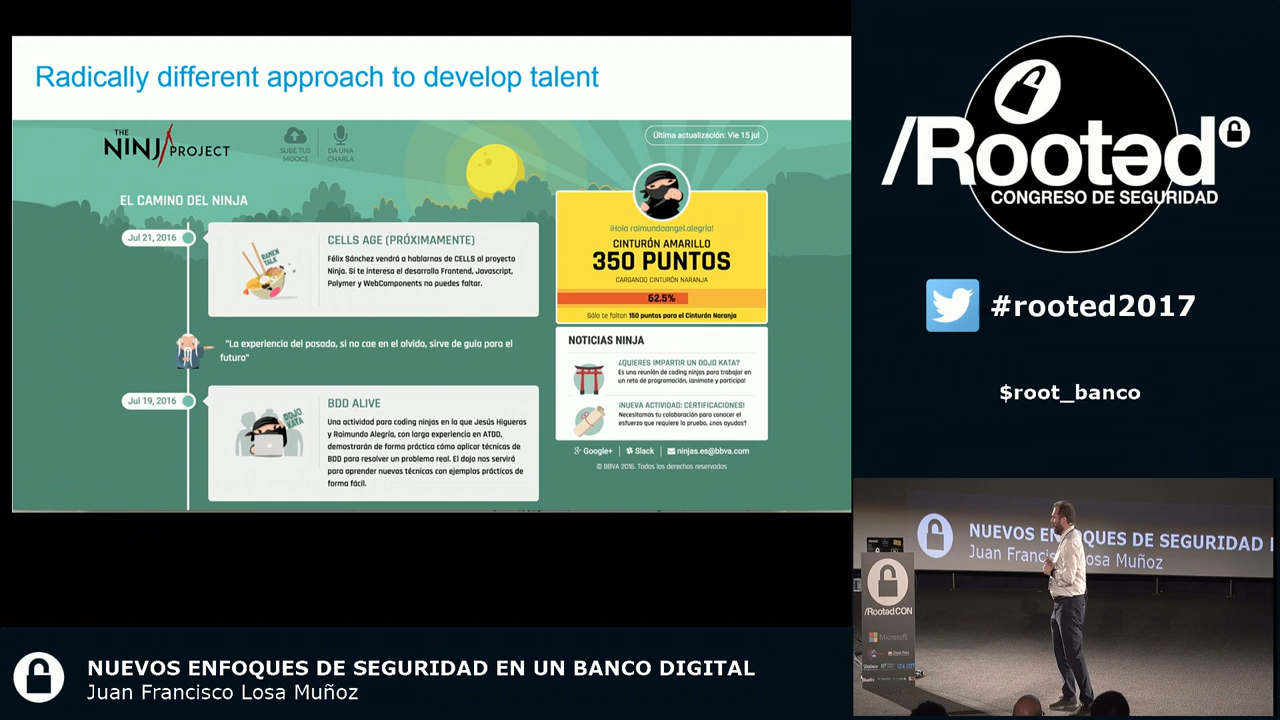 Radically different approach to develop talent
THE
NINJA PROJECT
SUBE TUS
MOOCS
DA UNA
CHARLA
Última actualización: Vie 15 jul
EL CAMINO DEL NINJA
Jul 21, 2016
RAMEN
TALK
CELLS AGE (PRÓXIMAMENTE)
Félix Sánchez vendrá a hablarnos de CELLS al proyecto
Ninja. Si te interesa el desarrollo Frontend, Javascript,
Polymer y WebComponents no puedes faltar.
"La experiencia del pasado, si no cae en el olvido, sirve de guia para el
futuro"
Jul 19, 2016
DOJO
KATA
BDD ALIVE
Una actividad para coding ninjas en la que Jesús Higueras
y Raimundo Alegría, con larga experiencia en ATDD,
demostrarán de forma práctica cómo aplicar técnicas de
BDD para resolver un problema real. El dojo nos servirá
para aprender nuevas técnicas con ejemplos prácticos de
forma fácil.
¡Hola raimundoangel.alegria!
CINTURÓN AMARILLO
350 PUNTOS
CARGANDO CINTURÓN NARANJA
62.5%
Sólo te faltan 150 puntos para el Cinturón Naranja
NOTICIAS NINJA
¿QUIERES IMPARTIR UN DOJO KATA?
Es una reunión de coding ninjas para trabajar en
un reto de programación, ¡anímate y participa!
¡NUEVA ACTIVIDAD: CERTIFICACIONES!
Necesitamos tu colaboración para conocer el
esfuerzo que requiere la prueba. ¿nos ayudas?
Google+
Slack
ninjas.es@bbva.com
© BBVA 2016. Todos los derechos reservados
/Rootəd
CONGRESO DE SEGURIDAD
#rooted2017
$root_banco
NUEVOS ENFOQUES DE SEGURIDAD
Juan Francisco Losa Muñoz
/RootedCON
Microsoft
NUEVOS ENFOQUES DE SEGURIDAD EN UN BANCO DIGITAL
Juan Francisco Losa Muñoz